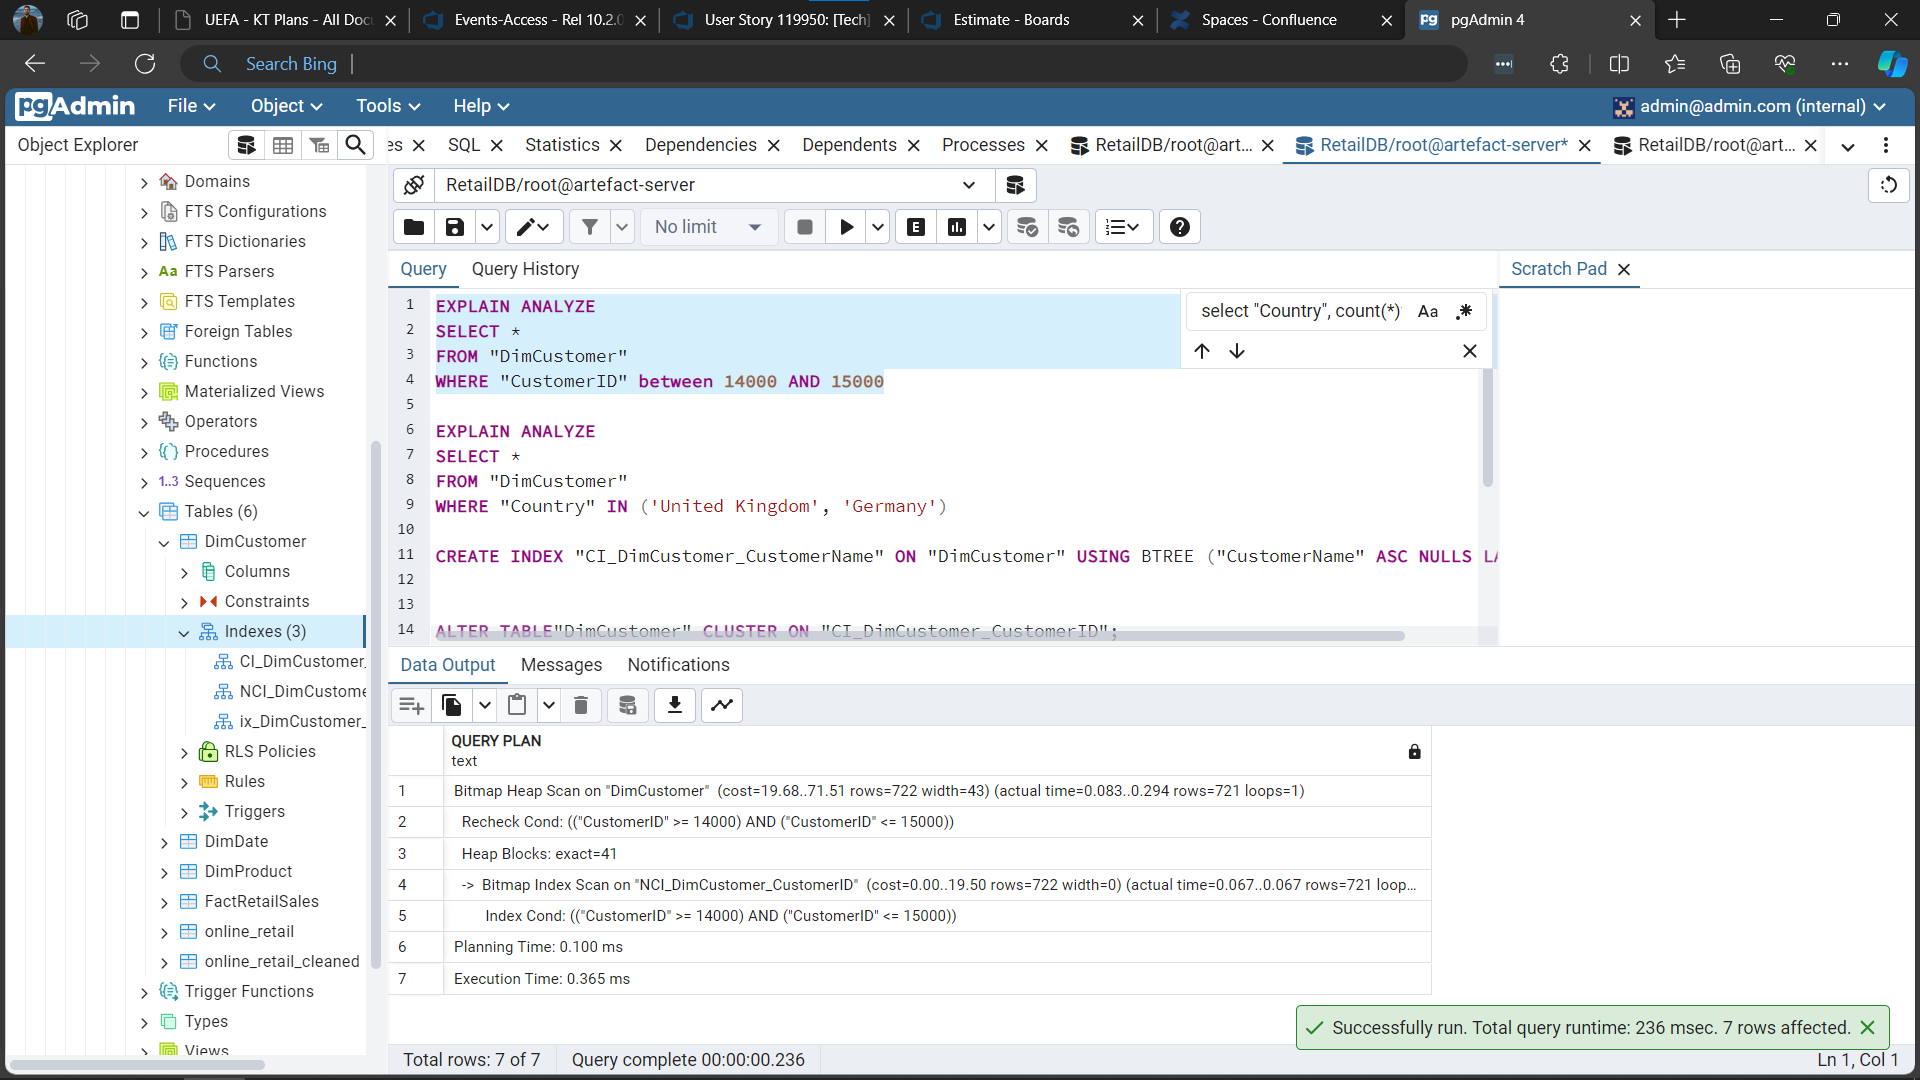 UEFA - KT Plans - All Doc
Events-Access - Rel 10.2.0
User Story 119950: [Tech]
Estimate - Boards
Spaces - Confluence
pgAdmin 4
Search Bing
pgAdmin
File
Object
Tools
Help
admin@admin.com (internal)
Object Explorer
es
SQL
Statistics
Dependencies
Dependents
Processes
RetailDB/root@art...
RetailDB/root@artefact-server*
RetailDB/root@art...
Domains
FTS Configurations
FTS Dictionaries
Aa FTS Parsers
FTS Templates
Foreign Tables
Functions
Materialized Views
Operators
Procedures
1..3 Sequences
Tables (6)
DimCustomer
Columns
Constraints
Indexes (3)
CI_DimCustomer_
NCI_DimCustome
ix_DimCustomer_
RLS Policies
Rules
Triggers
DimDate
DimProduct
FactRetailSales
online_retail
online_retail_cleaned
Trigger Functions
Types
Views
RetailDB/root@artefact-server
No limit
E
Query
Query History
Scratch Pad
select "Country", count(*)
Aa
1 EXPLAIN ANALYZE
2 SELECT *
3 FROM "DimCustomer"
4 WHERE "CustomerID" between 14000 AND 15000
5
6 EXPLAIN ANALYZE
7 SELECT *
8 FROM "DimCustomer"
9 WHERE "Country" IN ('United Kingdom', 'Germany')
10
11 CREATE INDEX "CI_DimCustomer_CustomerName" ON "DimCustomer" USING BTREE ("CustomerName" ASC NULLS LA
12
13
14 ALTER TABLE"DimCustomer" CLUSTER ON "CI_DimCustomer_CustomerID";
Data Output
Messages
Notifications
QUERY PLAN
text
1 Bitmap Heap Scan on "DimCustomer" (cost=19.68..71.51 rows=722 width=43) (actual time=0.083..0.294 rows=721 loops=1)
2 Recheck Cond: (("CustomerID" >= 14000) AND ("CustomerID" <= 15000))
3 Heap Blocks: exact=41
4 -> Bitmap Index Scan on "NCI_DimCustomer_CustomerID" (cost=0.00..19.50 rows=722 width=0) (actual time=0.067..0.067 rows=721 loop...
5 Index Cond: (("CustomerID" >= 14000) AND ("CustomerID" <= 15000))
6 Planning Time: 0.100 ms
7 Execution Time: 0.365 ms
Successfully run. Total query runtime: 236 msec. 7 rows affected.
Total rows: 7 of 7
Query complete 00:00:00.236
Ln 1, Col 1